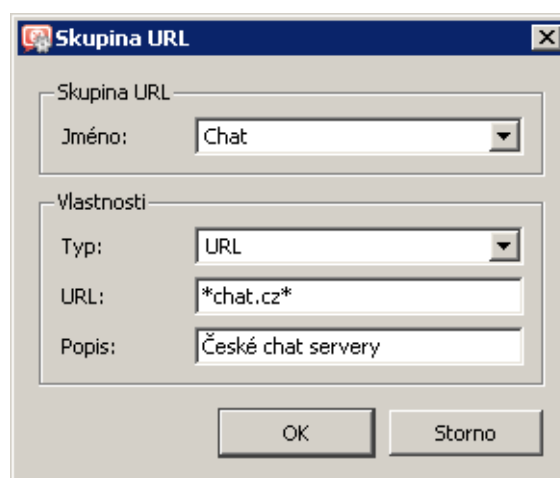 Skupina URL
Skupina URL
Jméno: Chat
Vlastnosti
Typ: URL
URL: *chat.cz*
Popis: České chat servery
OK Storno